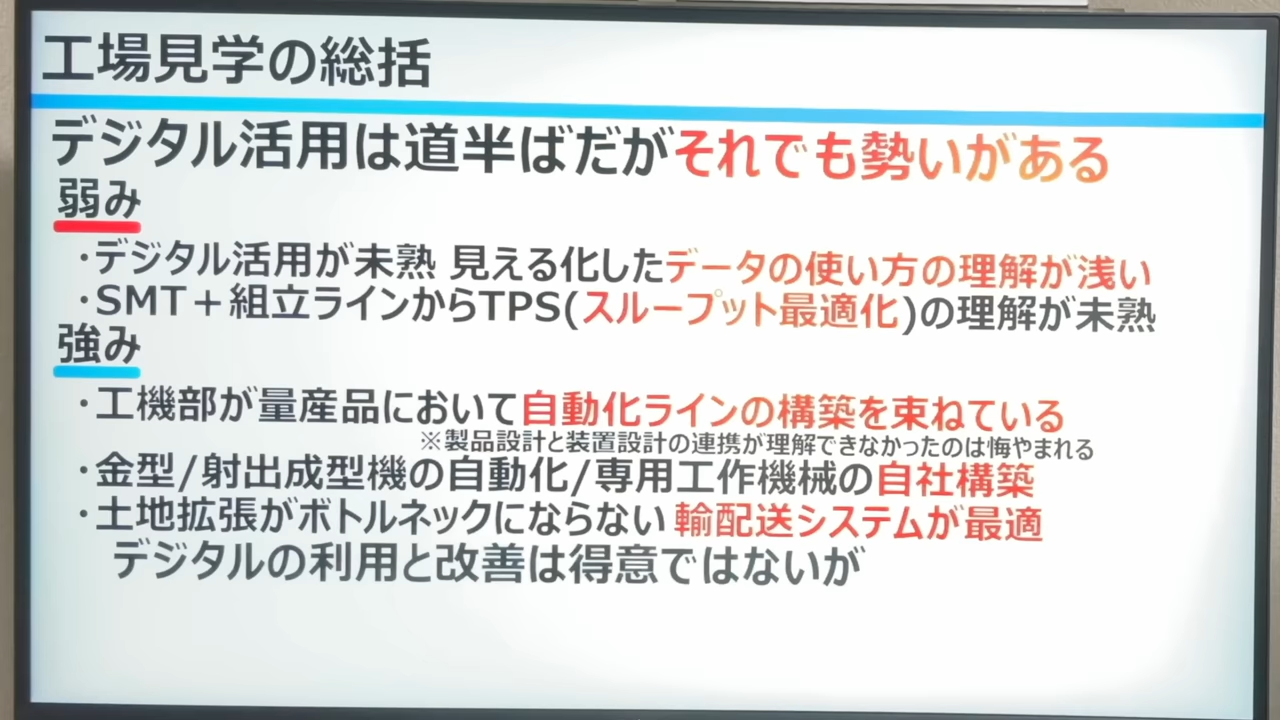 工場見学の総括
デジタル活用は道半ばだがそれでも勢いがある
弱み
・デジタル活用が未熟 見える化したデータの使い方の理解が浅い
・SMT＋組立ラインからTPS(スループット最適化)の理解が未熟
強み
・工機部が量産品において自動化ラインの構築を束ねている
※製品設計と装置設計の連携が理解できなかったのは悔やまれる
・金型/射出成型機の自動化/専用工作機械の自社構築
・土地拡張がボトルネックにならない 輸配送システムが最適
デジタルの利用と改善は得意ではないが